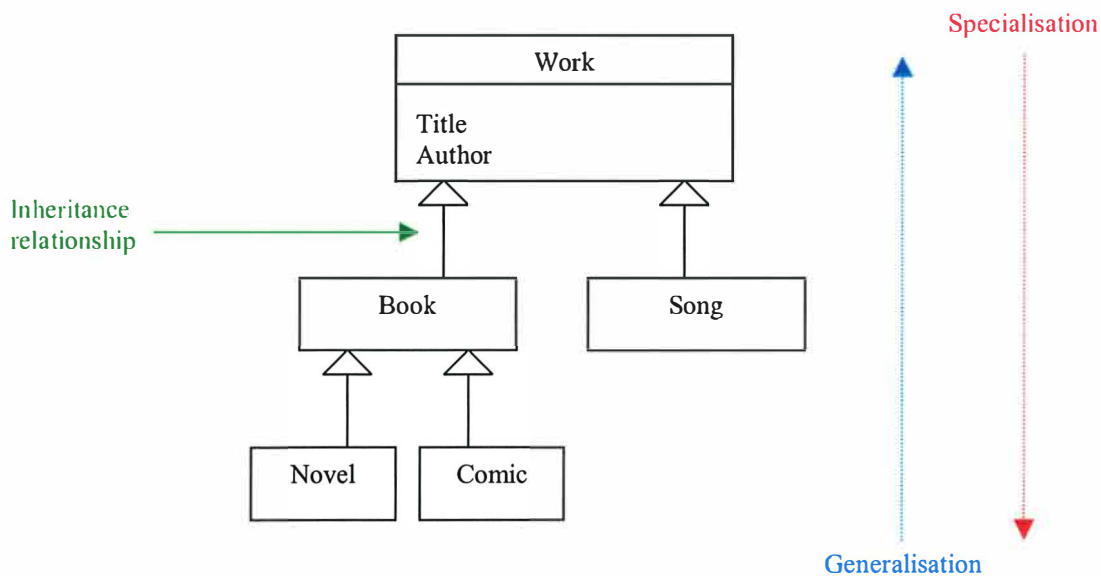 Specialisation
Work
Title
Author
Inheritance
relationship
Book
Song
Novel
Comic
Generalisation